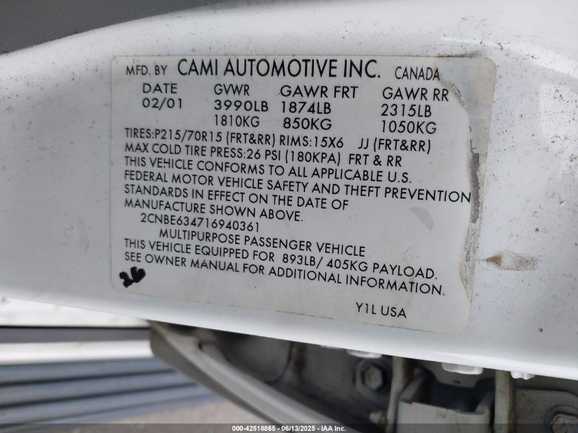 MFD. BY CAMI AUTOMOTIVE INC. CANADA
DATE GVWR GAWR FRT GAWR RR
02/01 3990LB 1874LB 2315LB
1810KG 850KG 1050KG
TIRES:P215/70R15 (FRT&RR) RIMS:15X6 JJ (FRT&RR)
MAX COLD TIRE PRESS:26 PSI (180KPA) FRT & RR
THIS VEHICLE CONFORMS TO ALL APPLICABLE U.S.
FEDERAL MOTOR VEHICLE SAFETY AND THEFT PREVENTION
STANDARDS IN EFFECT ON THE DATE OF
MANUFACTURE SHOWN ABOVE.
2CNBE634716940361
MULTIPURPOSE PASSENGER VEHICLE
THIS VEHICLE EQUIPPED FOR 893LB/ 405KG PAYLOAD.
SEE OWNER MANUAL FOR ADDITIONAL INFORMATION.
Y1L USA
000-42518865 - 06/13/2025 - IAA Inc.